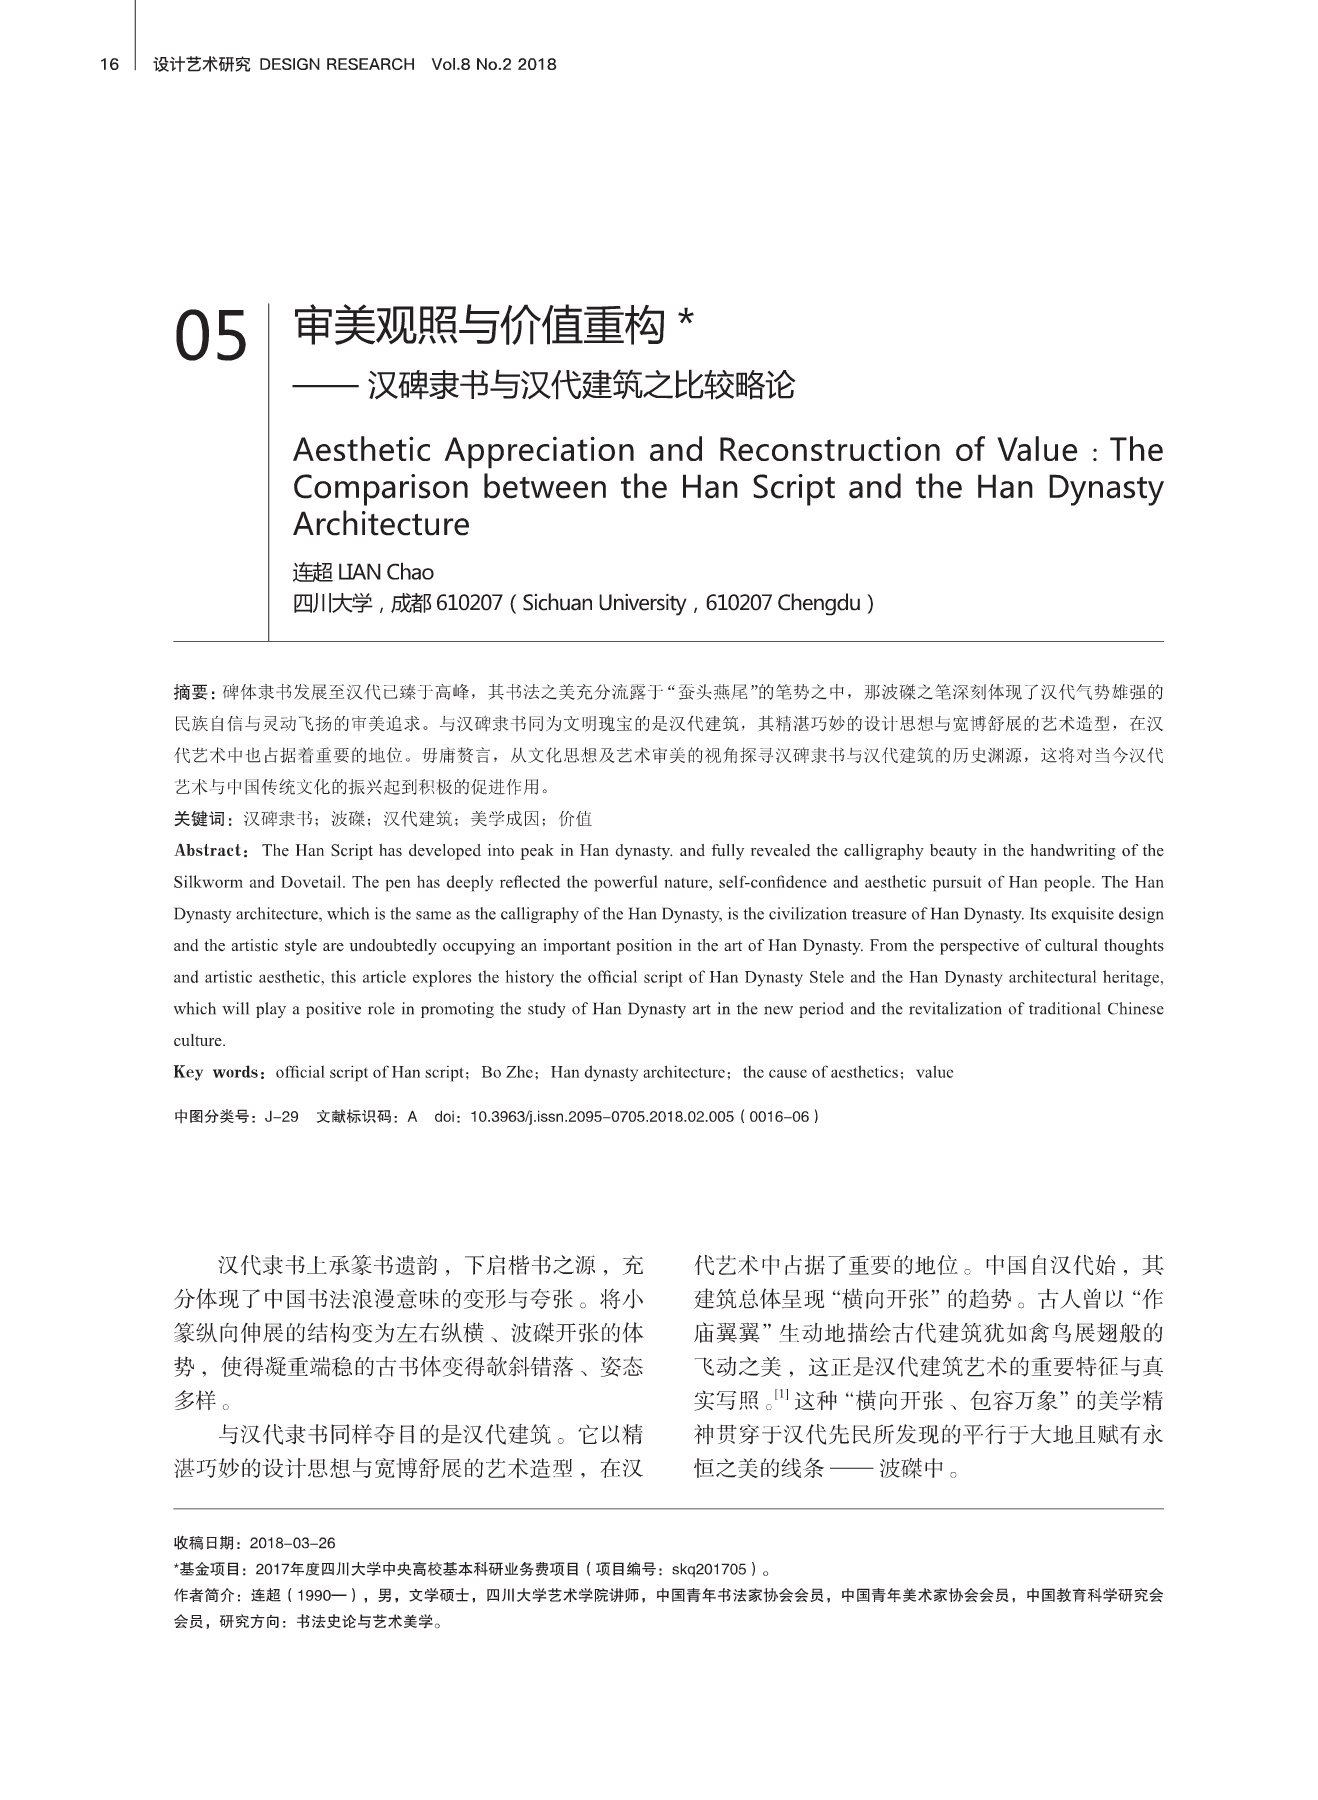 16 设计艺术研究 DESIGN RESEARCH Vol.8 No.2 2018
05
审美观照与价值重构 *
—— 汉碑隶书与汉代建筑之比较略论
Aesthetic Appreciation and Reconstruction of Value : The
Comparison between the Han Script and the Han Dynasty
Architecture
连超 LIAN Chao
四川大学，成都 610207（Sichuan University，610207 Chengdu）
摘要：碑体隶书发展至汉代已臻于高峰，其书法之美充分流露于“蚕头燕尾”的笔势之中，那波磔之笔深刻体现了汉代气势雄强的
民族自信与灵动飞扬的审美追求。与汉碑隶书同为文明瑰宝的是汉代建筑，其精湛巧妙的设计思想与宽博舒展的艺术造型，在汉
代艺术中也占据着重要的地位。毋庸赘言，从文化思想及艺术审美的视角探寻汉碑隶书与汉代建筑的历史渊源，这将对当今汉代
艺术与中国传统文化的振兴起到积极的促进作用。
关键词：汉碑隶书；波磔；汉代建筑；美学成因；价值
Abstract： The Han Script has developed into peak in Han dynasty. and fully revealed the calligraphy beauty in the handwriting of the
Silkworm and Dovetail. The pen has deeply reflected the powerful nature, self-confidence and aesthetic pursuit of Han people. The Han
Dynasty architecture, which is the same as the calligraphy of the Han Dynasty, is the civilization treasure of Han Dynasty. Its exquisite design
and the artistic style are undoubtedly occupying an important position in the art of Han Dynasty. From the perspective of cultural thoughts
and artistic aesthetic, this article explores the history the official script of Han Dynasty Stele and the Han Dynasty architectural heritage,
which will play a positive role in promoting the study of Han Dynasty art in the new period and the revitalization of traditional Chinese
culture.
Key words：official script of Han script；Bo Zhe；Han dynasty architecture；the cause of aesthetics；value
中图分类号：J-29 文献标识码：A doi：10.3963/j.issn.2095-0705.2018.02.005（0016-06）
汉代隶书上承篆书遗韵，下启楷书之源，充
分体现了中国书法浪漫意味的变形与夸张。将小
篆纵向伸展的结构变为左右纵横、波磔开张的体
势，使得凝重端稳的古书体变得欹斜错落、姿态
多样。
与汉代隶书同样夺目的是汉代建筑。它以精
湛巧妙的设计思想与宽博舒展的艺术造型，在汉
代艺术中占据了重要的地位。中国自汉代始，其
建筑总体呈现“横向开张”的趋势。古人曾以“作
庙翼翼”生动地描绘古代建筑犹如禽鸟展翅般的
飞动之美，这正是汉代建筑艺术的重要特征与真
实写照。[1]这种“横向开张、包容万象”的美学精
神贯穿于汉代先民所发现的平行于大地且赋有永
恒之美的线条——波磔中。
收稿日期：2018-03-26
*基金项目：2017年度四川大学中央高校基本科研业务费项目（项目编号：skq201705）。
作者简介：连超（1990—），男，文学硕士，四川大学艺术学院讲师，中国青年书法家协会会员，中国青年美术家协会会员，中国教育科学研究会
会员，研究方向：书法史论与艺术美学。